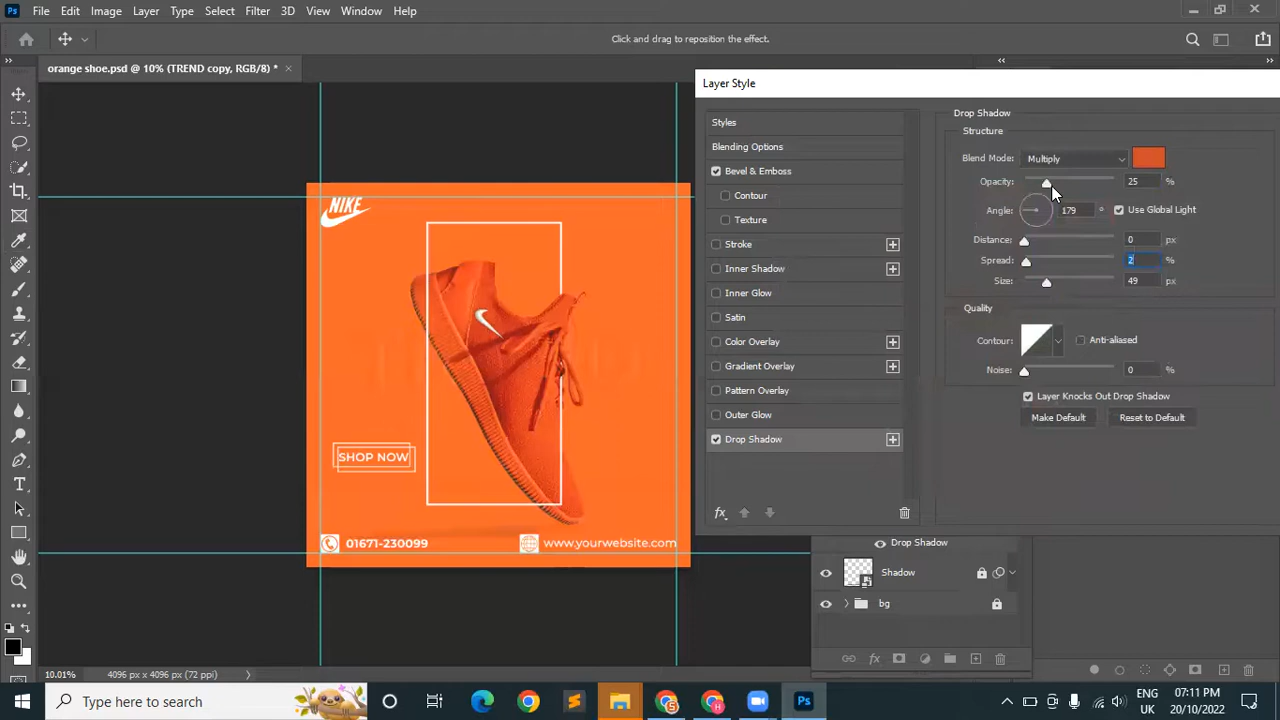 Ps File Edit Image Layer Type Select Filter 3D View Window Help
Click and drag to reposition the effect.
orange shoe.psd @ 10% (TREND copy, RGB/8) *
NIKE
SHOP NOW
01671-230099
www.yourwebsite.com
Layer Style
Styles
Blending Options
Bevel & Emboss
Contour
Texture
Stroke
Inner Shadow
Inner Glow
Satin
Color Overlay
Gradient Overlay
Pattern Overlay
Outer Glow
Drop Shadow
fx
Drop Shadow
Structure
Blend Mode: Multiply
Opacity: 25 %
Angle: 179 ° Use Global Light
Distance: 0 px
Spread: 2 %
Size: 49 px
Quality
Contour: Anti-aliased
Noise: 0 %
Layer Knocks Out Drop Shadow
Make Default Reset to Default
Drop Shadow
Shadow
bg
fx
10.01% 4096 px x 4096 px (72 ppi)
Type here to search
Ps
ENG
UK
07:11 PM
20/10/2022